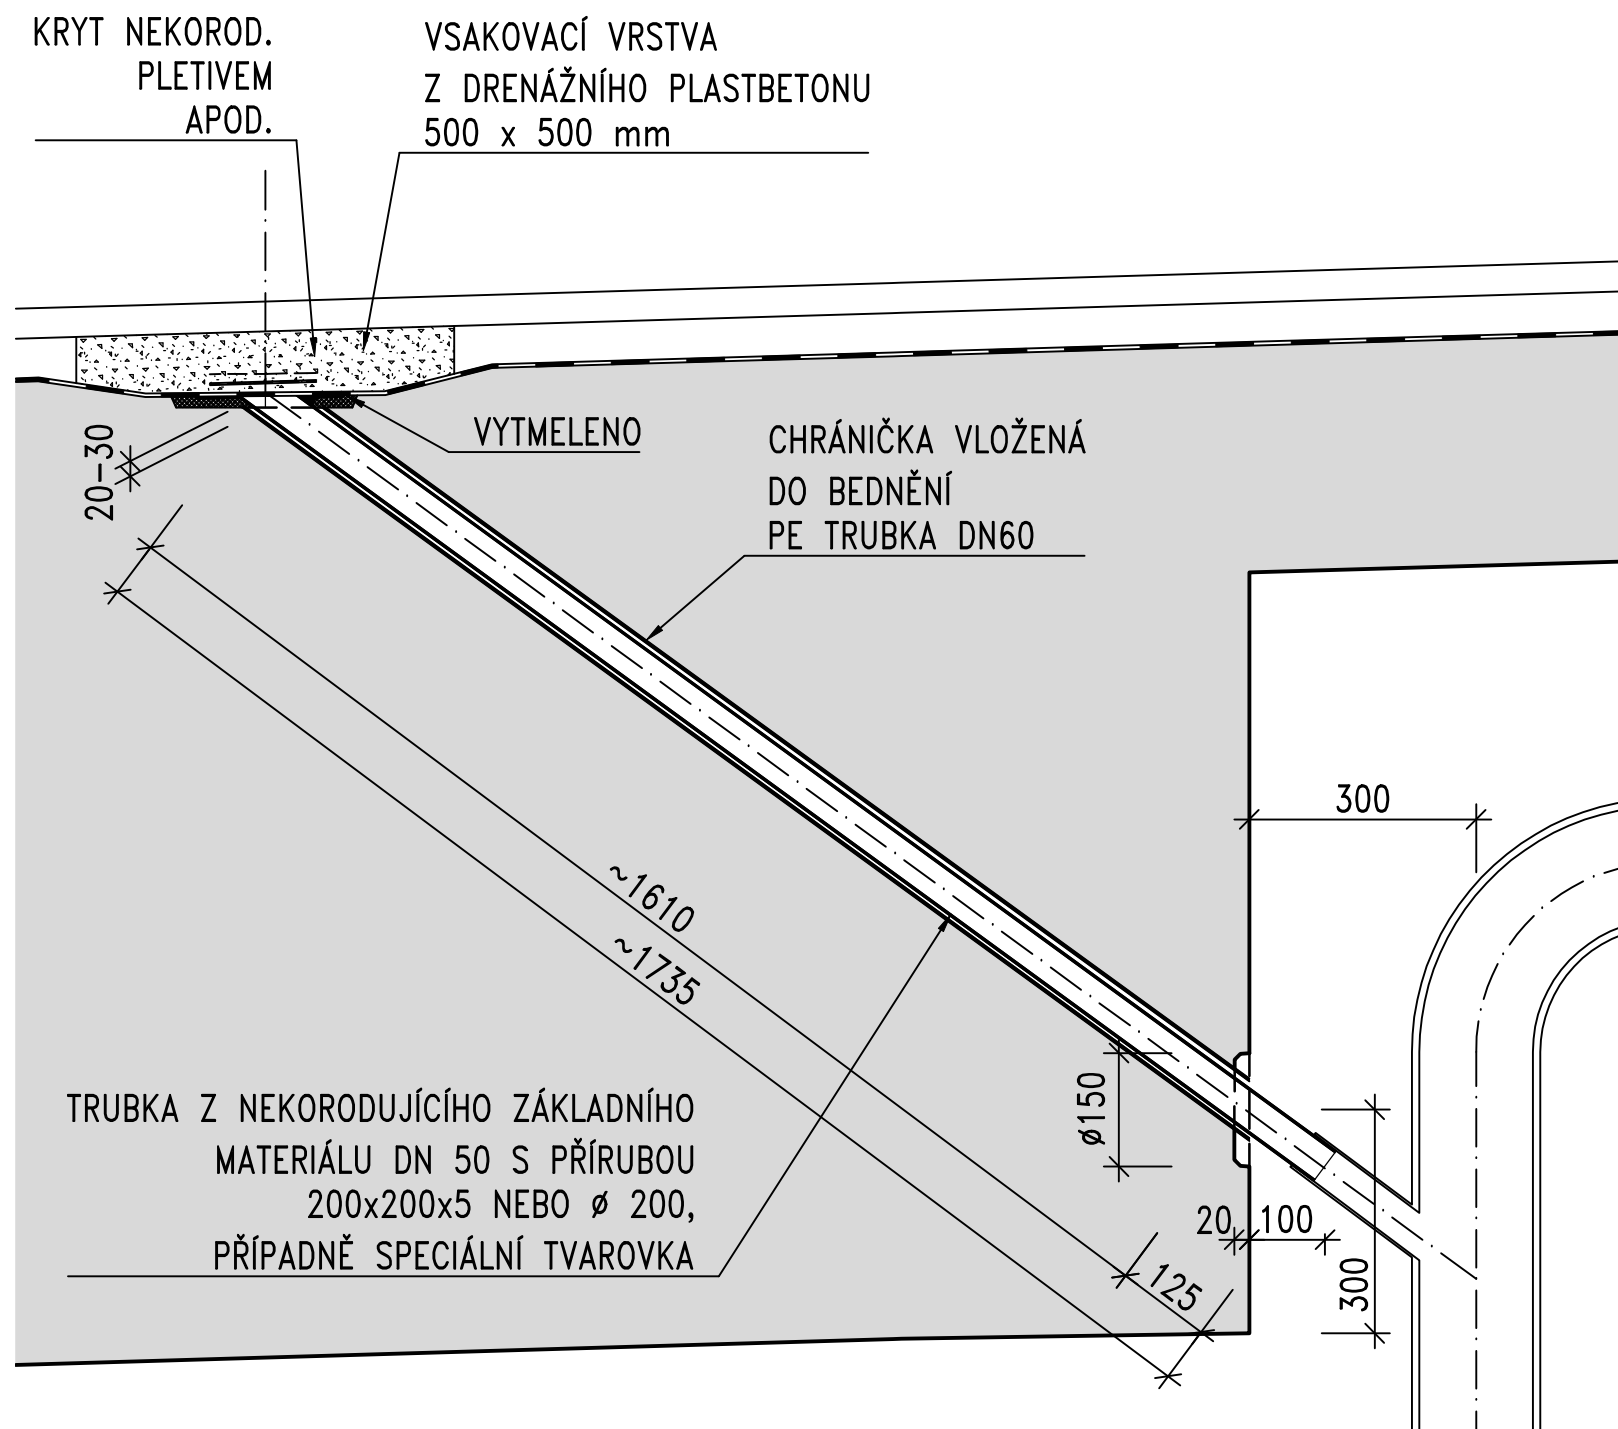 KRYT NEKOROD.
PLETIVEM
APOD.
VSAKOVACÍ VRSTVA
Z DRENÁŽNÍHO PLASTBETONU
500 x 500 mm
VYTMELENO
20-30
CHRÁNIČKA VLOŽENÁ
DO BEDNĚNÍ
PE TRUBKA DN60
300
~1610
~1735
ø150
TRUBKA Z NEKORODUJÍCÍHO ZÁKLADNÍHO
MATERIÁLU DN 50 S PŘÍRUBOU
200x200x5 NEBO ø 200,
PŘÍPADNĚ SPECIÁLNÍ TVAROVKA
20
100
125
300